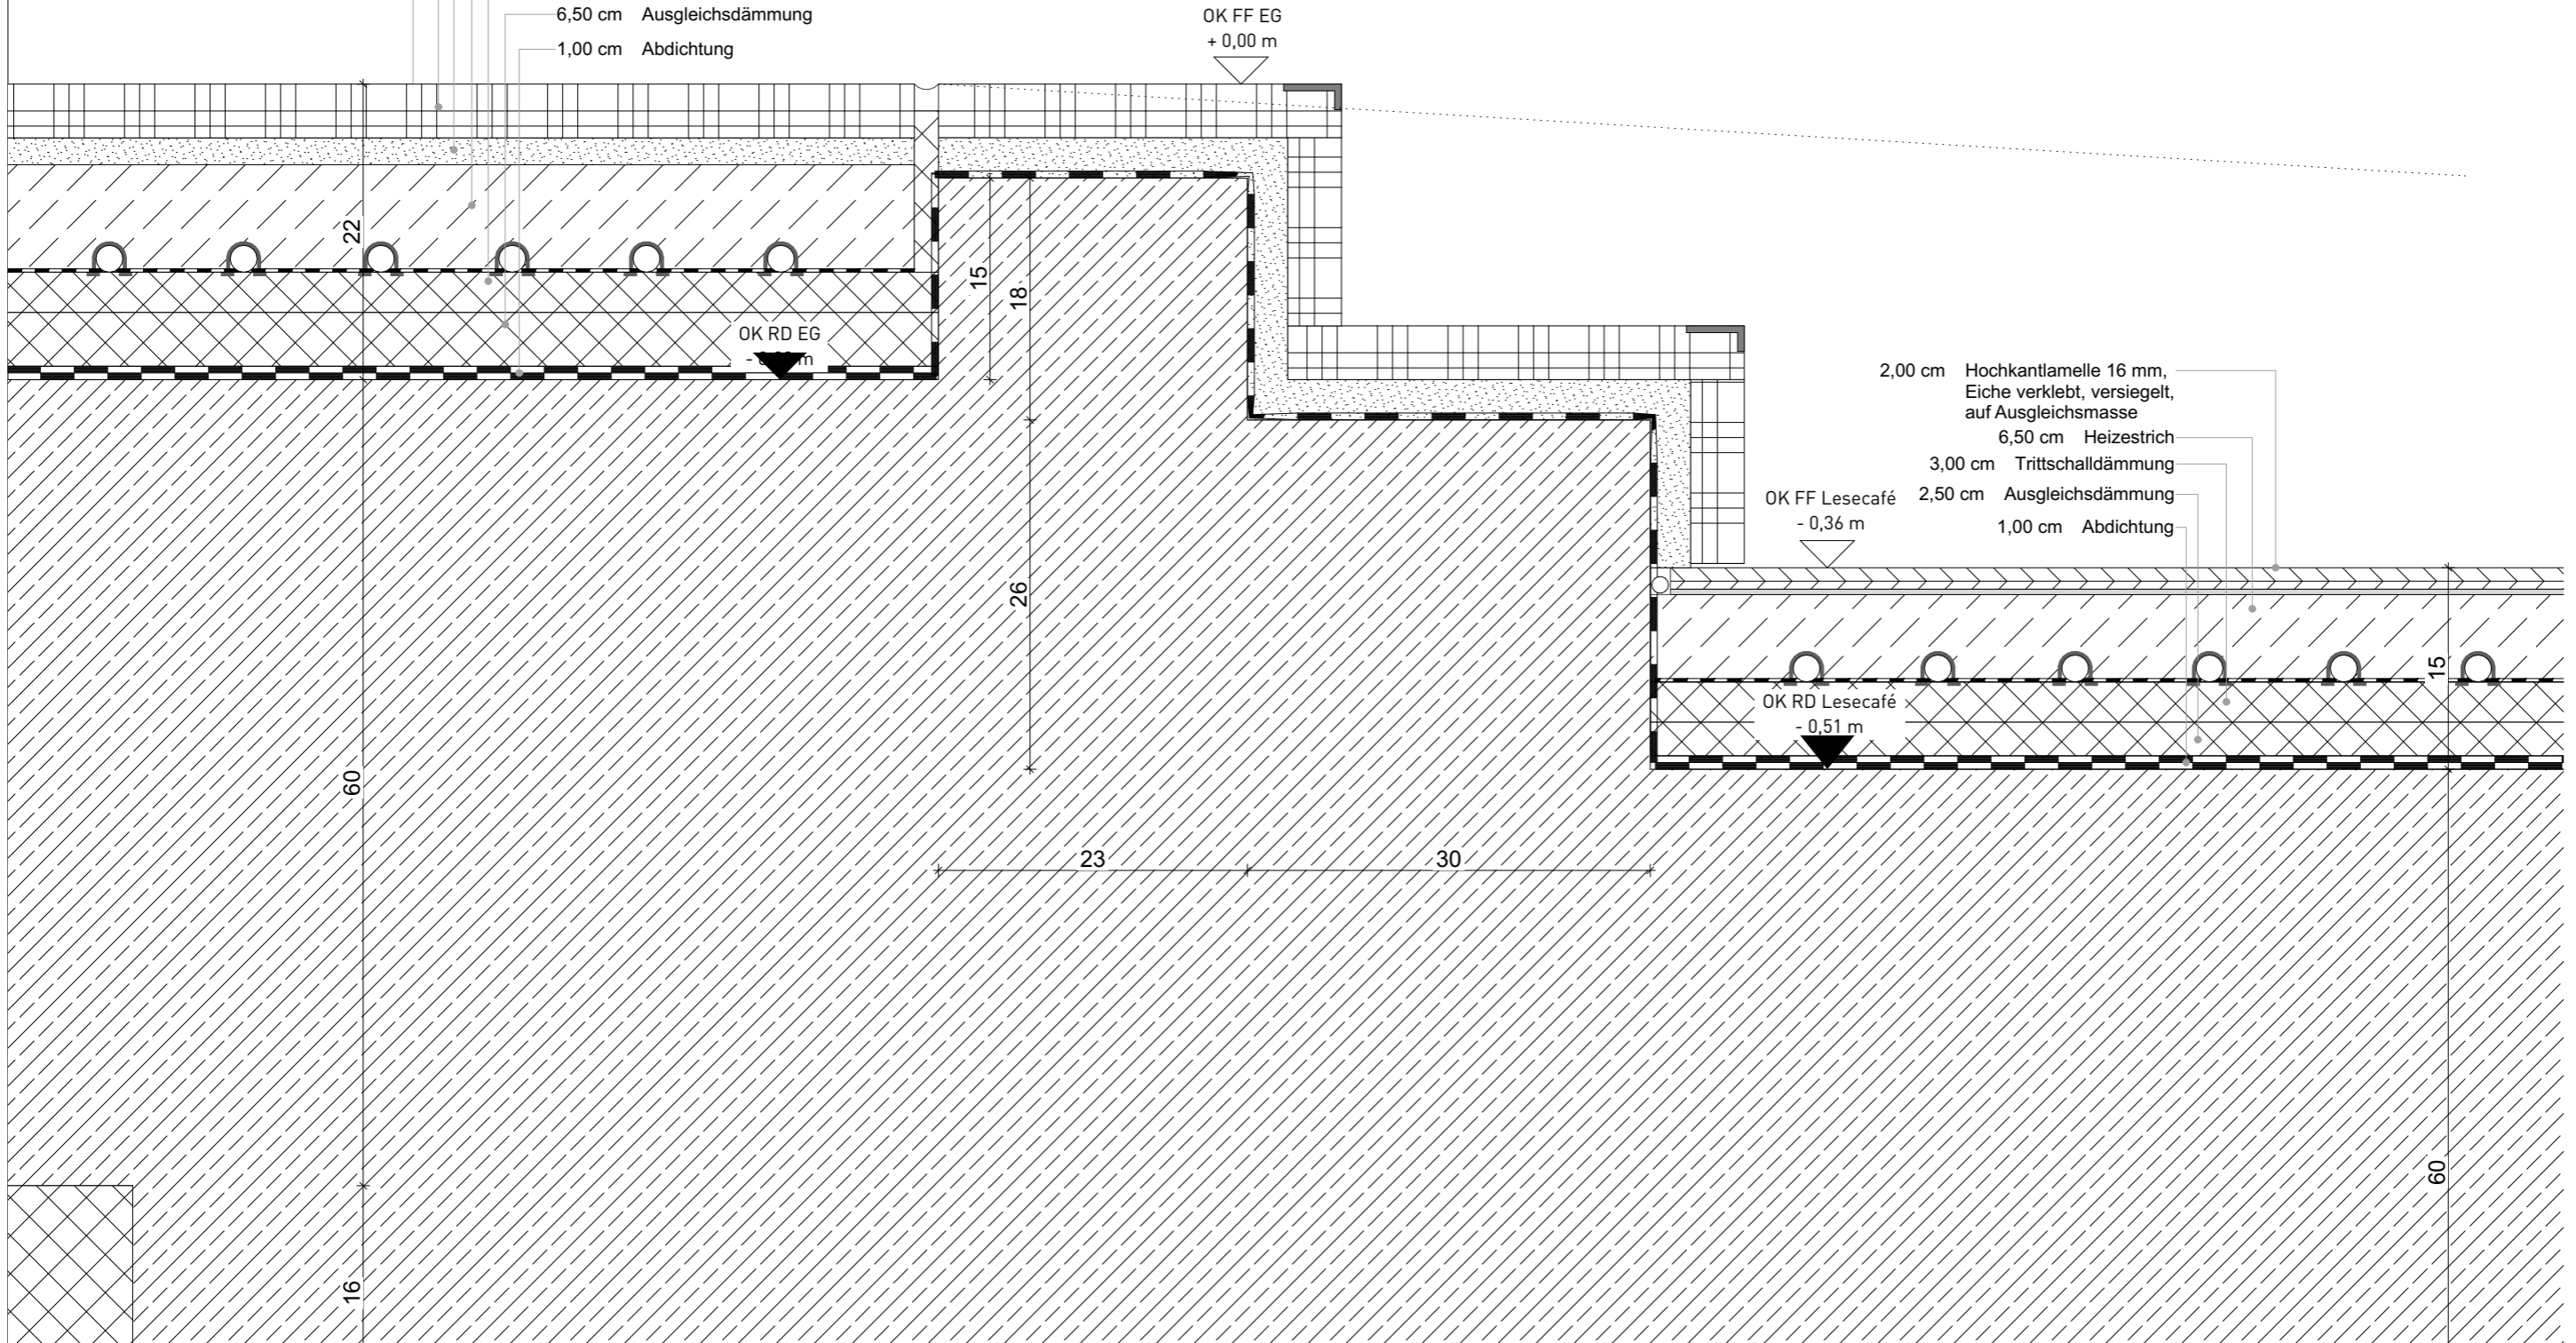 6,50 cm Ausgleichsdämmung
1,00 cm Abdichtung
OK FF EG
+ 0,00 m
22
15
18
OK RD EG
2,00 cm Hochkantlamelle 16 mm,
Eiche verklebt, versiegelt,
auf Ausgleichsmasse
6,50 cm Heizestrich
3,00 cm Trittschalldämmung
2,50 cm Ausgleichsdämmung
1,00 cm Abdichtung
OK FF Lesecafé
- 0,36 m
26
15
OK RD Lesecafé
- 0,51 m
60
23
30
60
16